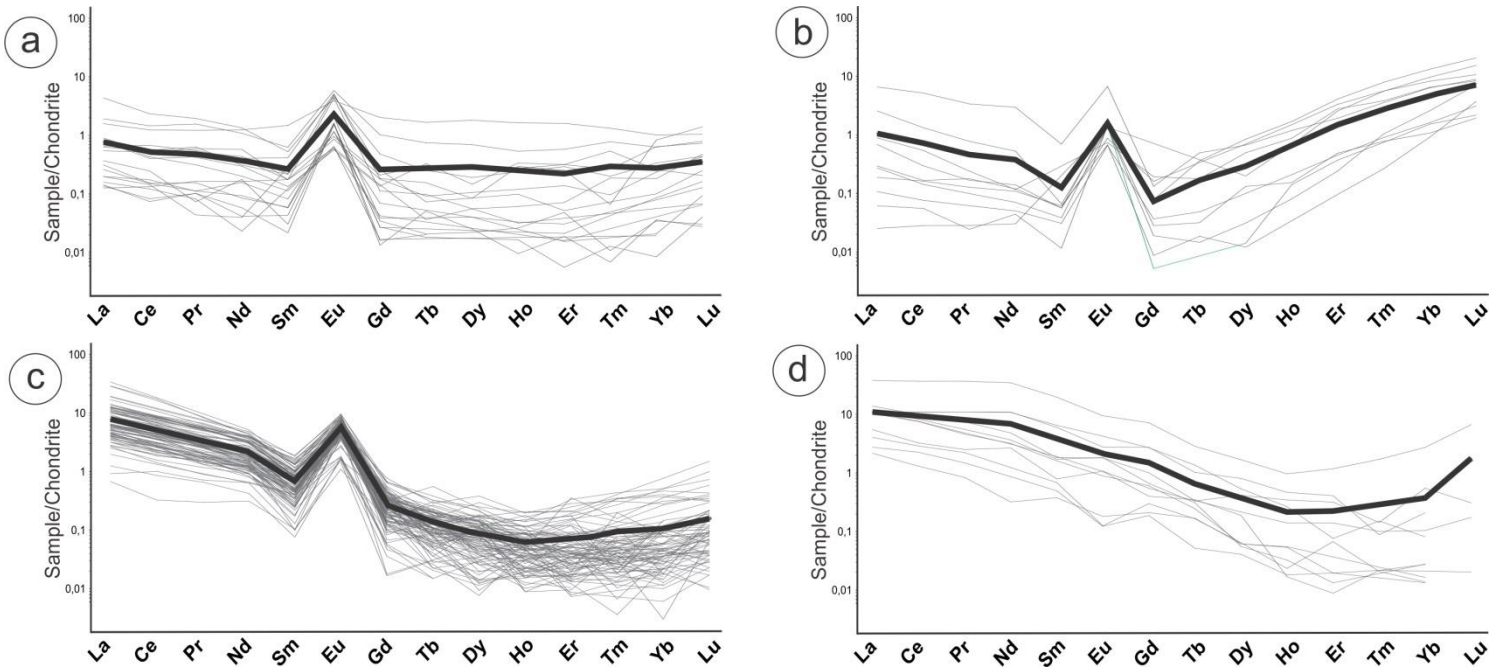 a
100
10
1
0,1
0,01
Sample/Chondrite
La Ce Pr Nd Sm Eu Gd Tb Dy Ho Er Tm Yb Lu
b
100
10
1
0,1
0,01
Sample/Chondrite
La Ce Pr Nd Sm Eu Gd Tb Dy Ho Er Tm Yb Lu
c
100
10
1
0,1
0,01
Sample/Chondrite
La Ce Pr Nd Sm Eu Gd Tb Dy Ho Er Tm Yb Lu
d
100
10
1
0,1
0,01
Sample/Chondrite
La Ce Pr Nd Sm Eu Gd Tb Dy Ho Er Tm Yb Lu